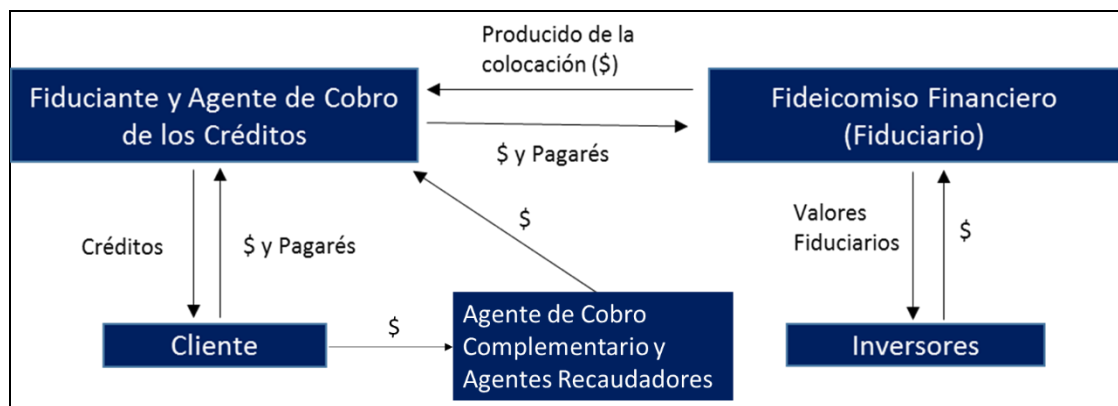 Producido de la
colocación ($)
Fiduciante y Agente de Cobro
de los Créditos
Fideicomiso Financiero
(Fiduciario)
$ y Pagarés
$
Créditos
$ y Pagarés
Valores
Fiduciarios
$
Cliente
$
Agente de Cobro
Complementario y
Agentes Recaudadores
Inversores